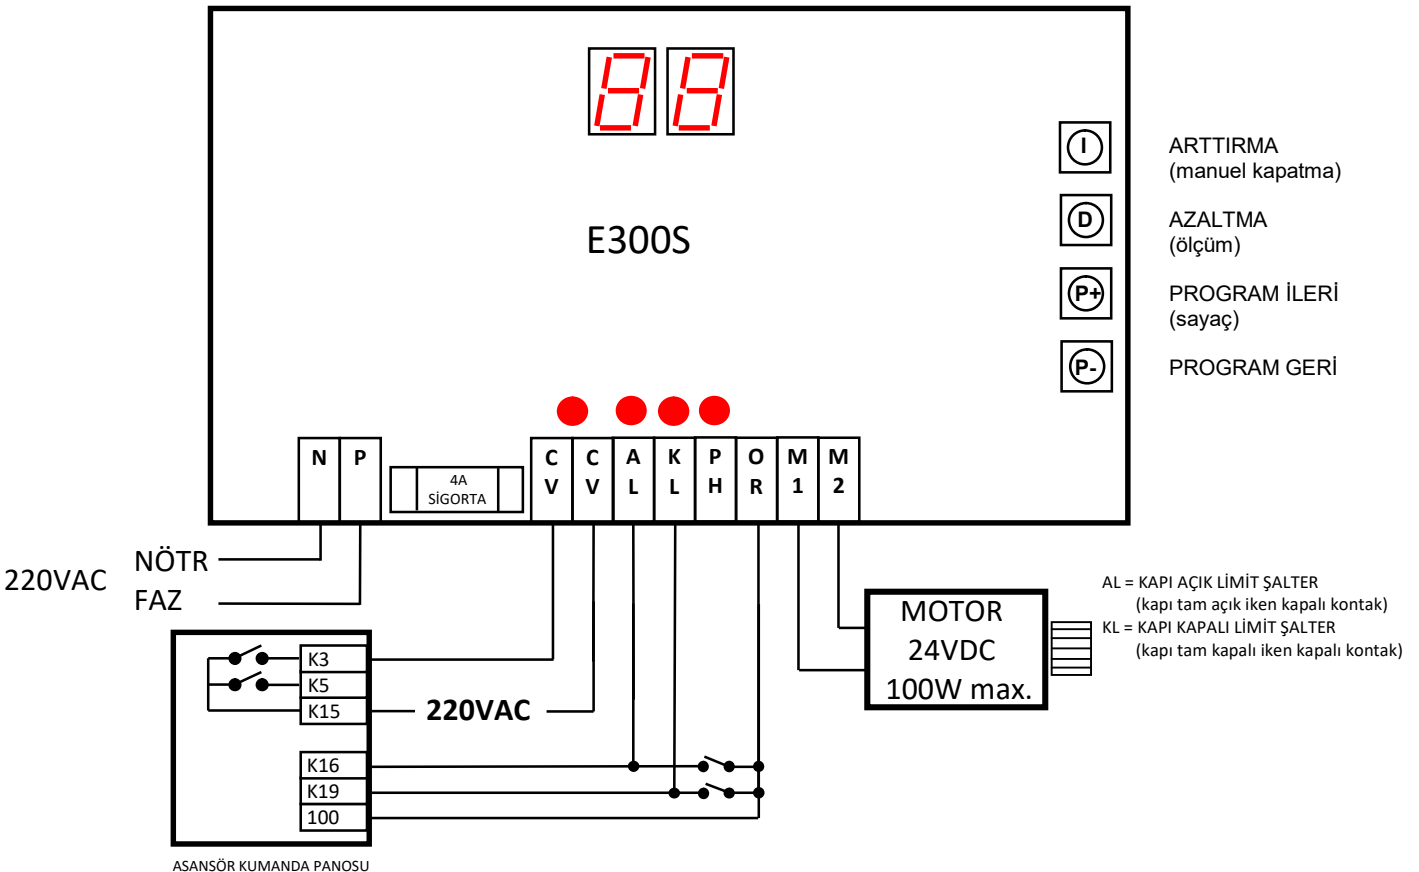 E300S
I
ARTTIRMA
(manuel kapatma)
D
AZALTMA
(ölçüm)
P+
PROGRAM İLERİ
(sayaç)
P-
PROGRAM GERİ
N
P
4A
SİGORTA
C
V
C
V
A
L
K
L
P
H
O
R
M
1
M
2
220VAC
NÖTR
FAZ
MOTOR
24VDC
100W max.
AL = KAPI AÇIK LİMİT ŞALTER
(kapı tam açık iken kapalı kontak)
KL = KAPI KAPALI LİMİT ŞALTER
(kapı tam kapalı iken kapalı kontak)
K3
K5
K15
220VAC
K16
K19
100
ASANSÖR KUMANDA PANOSU